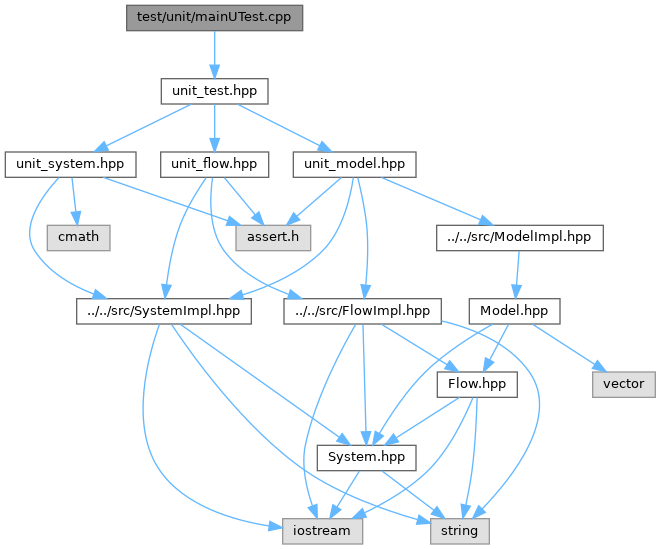 test/unit/mainUTest.cpp
unit_test.hpp
unit_system.hpp
unit_flow.hpp
unit_model.hpp
cmath
assert.h
../../src/ModelImpl.hpp
../../src/SystemImpl.hpp
../../src/FlowImpl.hpp
Model.hpp
Flow.hpp
vector
System.hpp
iostream
string